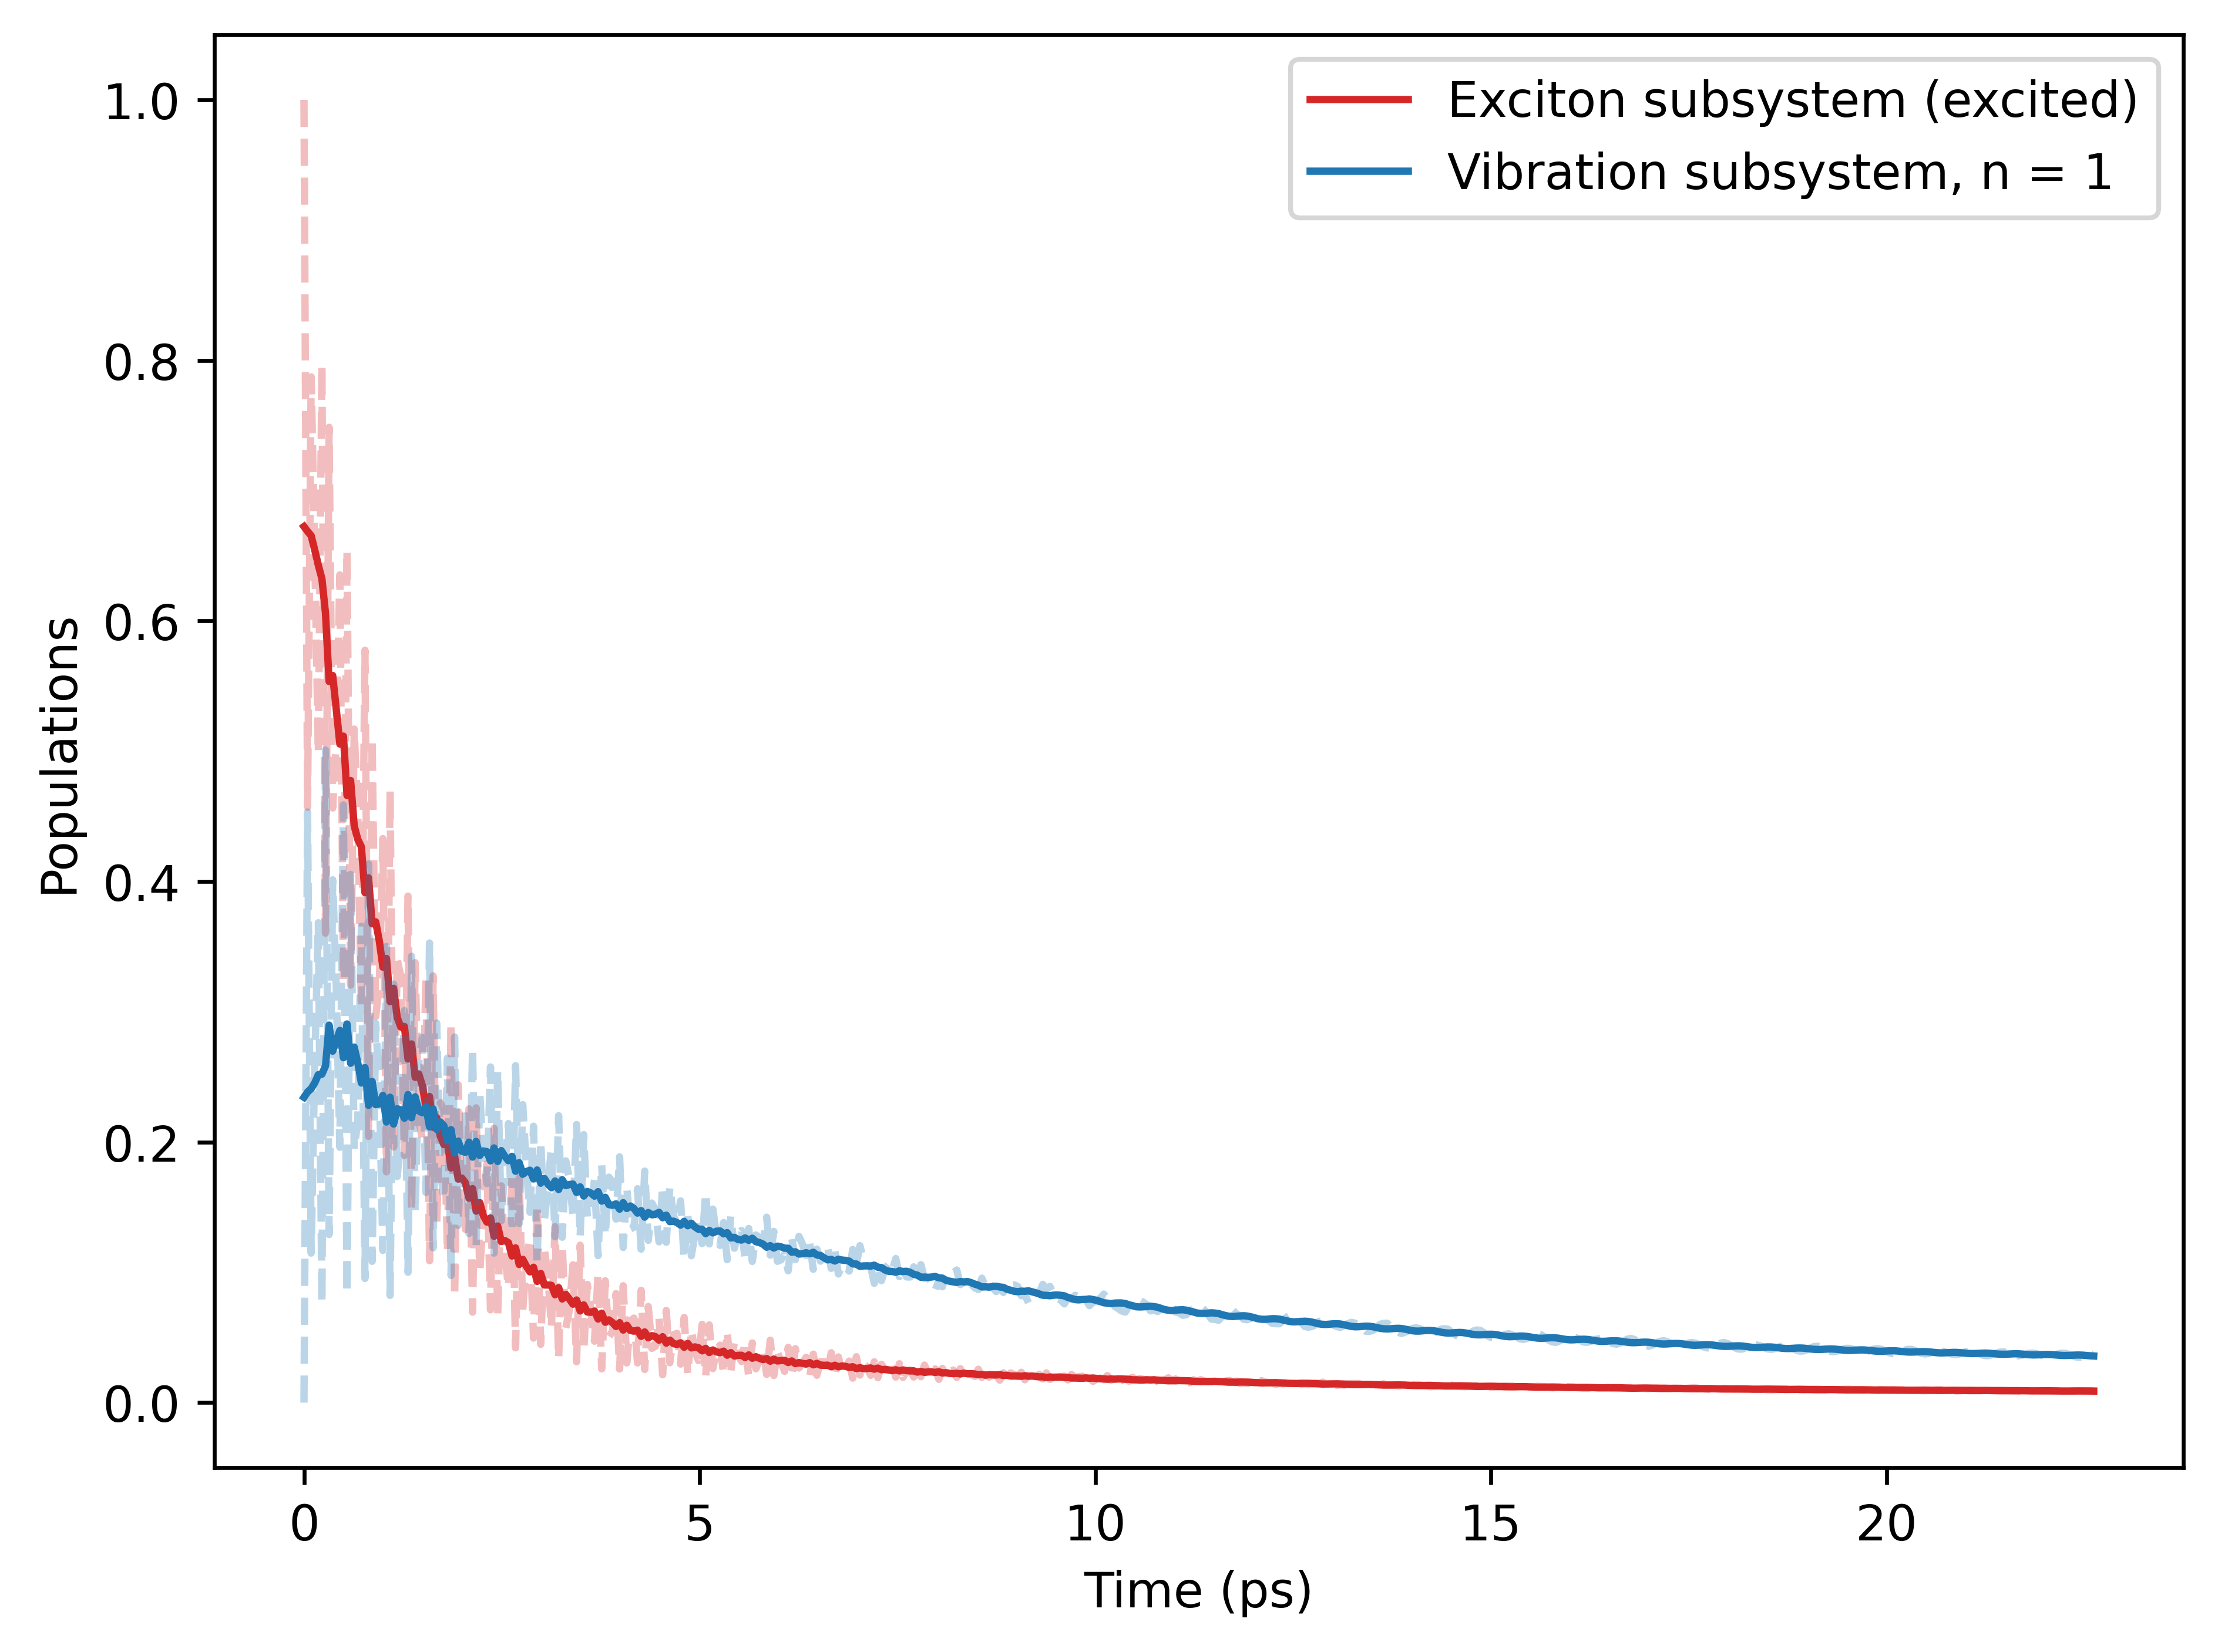 Exciton subsystem (excited)
Vibration subsystem, n = 1
1.0
0.8
0.6
0.4
0.2
0.0
Populations
0 5 10 15 20
Time (ps)